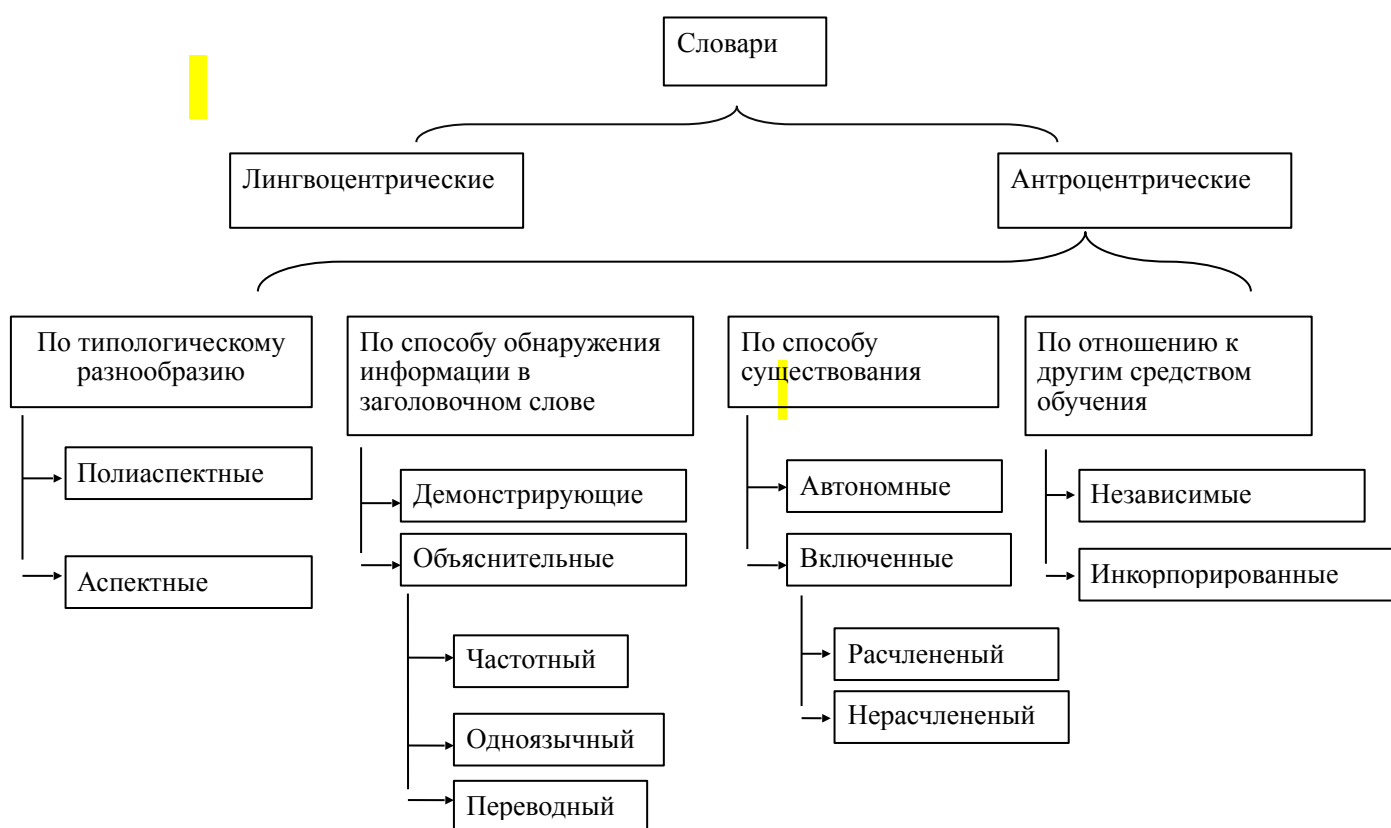 Словари
Лингвоцентрические
Антроцентрические
По типологическому
разнообразию
По способу обнаружения
информации в
заголовочном слове
По способу
существования
По отношению к
другим средством
обучения
Полиаспектные
Аспектные
Демонстрирующие
Объяснительные
Частотный
Одноязычный
Переводный
Автономные
Включенные
Расчлененый
Нерасчлененый
Независимые
Инкорпорированные